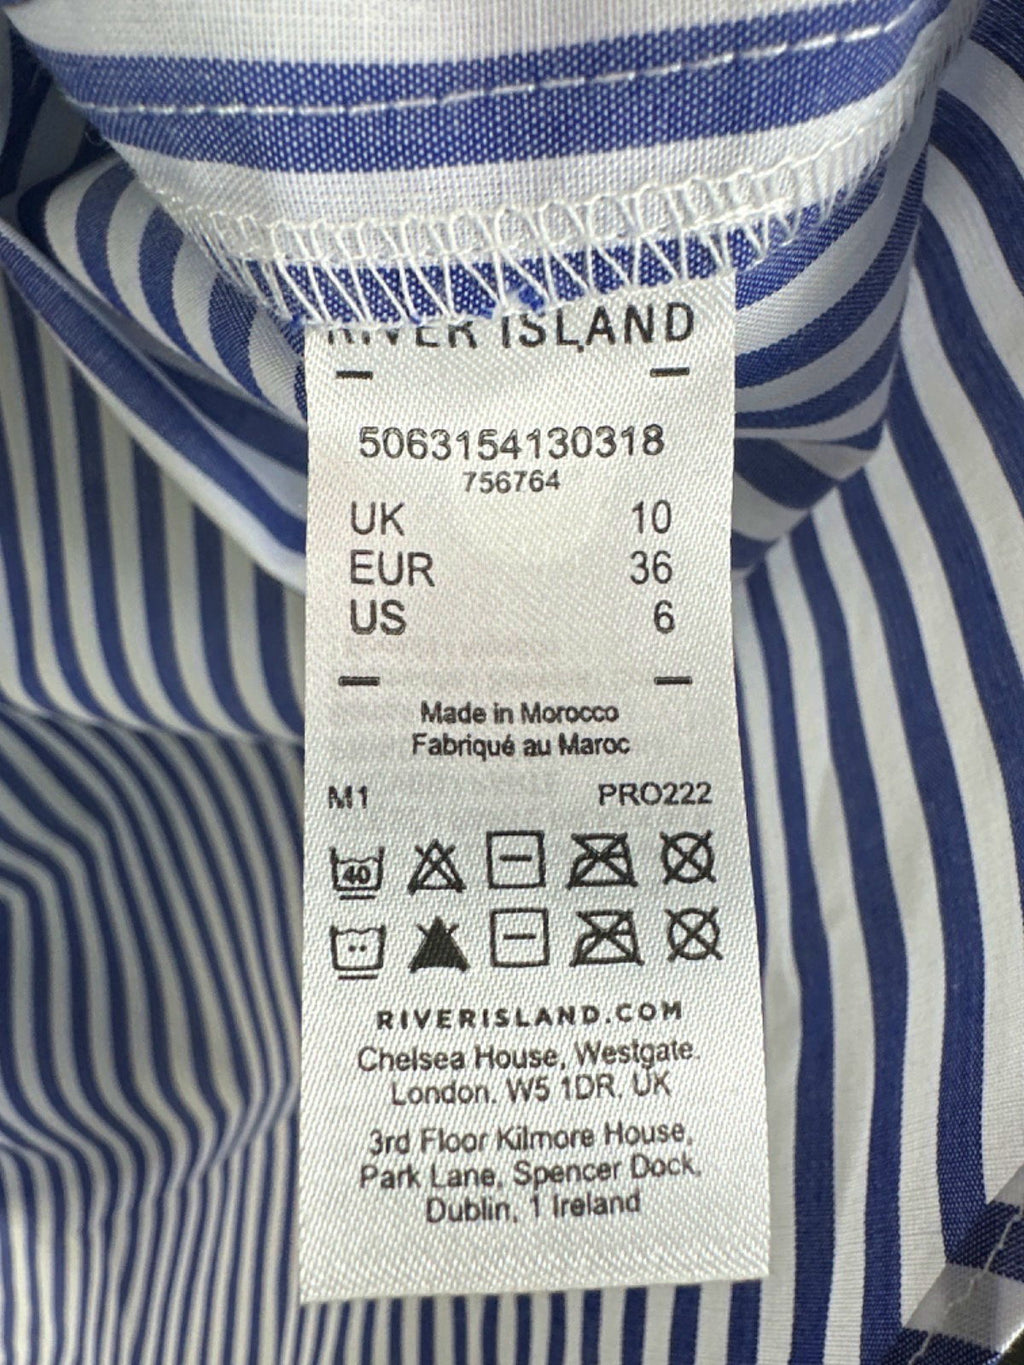 RIVER ISLAND
5063154130318
756764
UK 10
EUR 36
US 6
Made in Morocco
Fabriqué au Maroc
M1 PRO222
40
RIVERISLAND.COM
Chelsea House, Westgate.
London. W5 1DR. UK
3rd Floor Kilmore House,
Park Lane, Spencer Dock,
Dublin, 1 Ireland